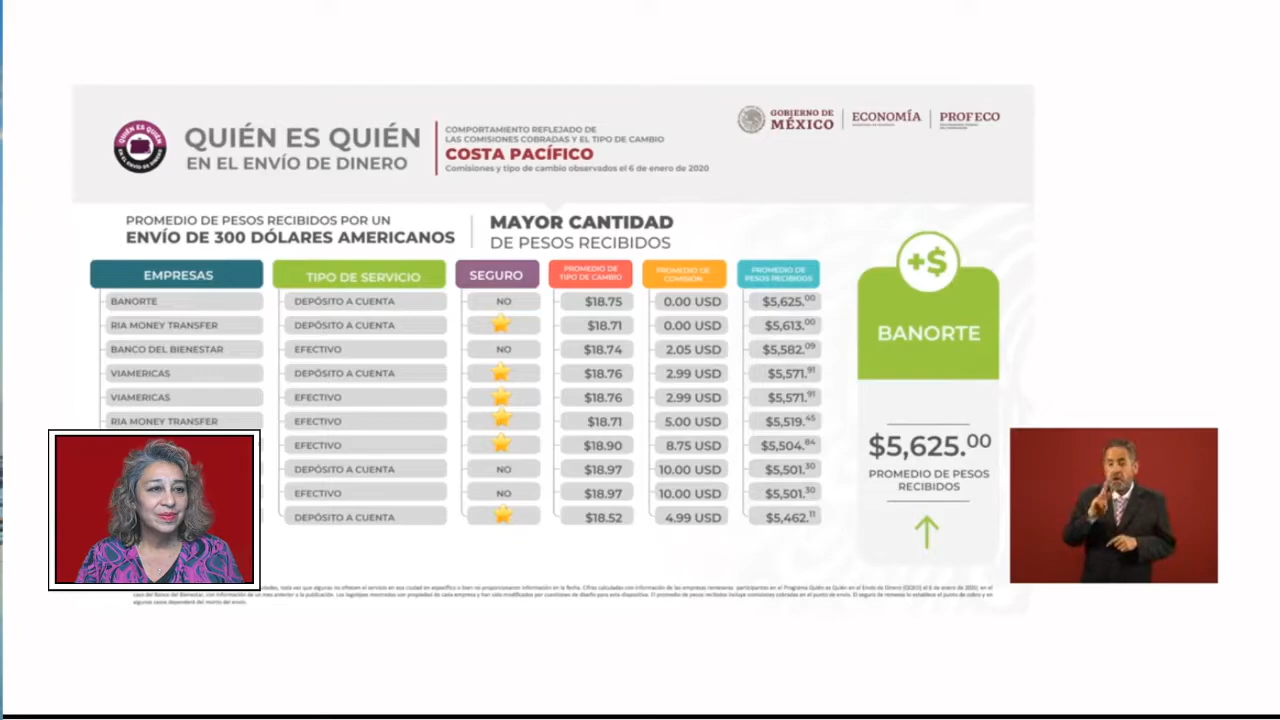 QUIÉN ES QUIÉN
EN EL ENVÍO DE DINERO
QUIÉN ES QUIÉN
EN EL ENVÍO DE DINERO
COMPORTAMIENTO REFLEJADO DE
LAS COMISIONES COBRADAS Y EL TIPO DE CAMBIO
COSTA PACÍFICO
Comisiones y tipo de cambio observados el 6 de enero de 2020
GOBIERNO DE MÉXICO
ECONOMÍA
PROFECO
PROMEDIO DE PESOS RECIBIDOS POR UN
ENVÍO DE 300 DÓLARES AMERICANOS
MAYOR CANTIDAD
DE PESOS RECIBIDOS
EMPRESAS TIPO DE SERVICIO SEGURO PROMEDIO DE TIPO DE CAMBIO PROMEDIO DE COMISIÓN PROMEDIO DE PESOS RECIBIDOS
BANORTE DEPÓSITO A CUENTA NO $18.75 0.00 USD $5,625.00
RIA MONEY TRANSFER DEPÓSITO A CUENTA $18.71 0.00 USD $5,613.00
BANCO DEL BIENESTAR EFECTIVO NO $18.74 2.05 USD $5,582.09
VIAMERICAS DEPÓSITO A CUENTA $18.76 2.99 USD $5,571.91
VIAMERICAS EFECTIVO $18.76 2.99 USD $5,571.91
RIA MONEY TRANSFER EFECTIVO $18.71 5.00 USD $5,519.45
EFECTIVO $18.90 8.75 USD $5,504.84
DEPÓSITO A CUENTA NO $18.97 10.00 USD $5,501.30
EFECTIVO NO $18.97 10.00 USD $5,501.30
DEPÓSITO A CUENTA $18.52 4.99 USD $5,462.11
+$
BANORTE
$5,625.00
PROMEDIO DE PESOS
RECIBIDOS